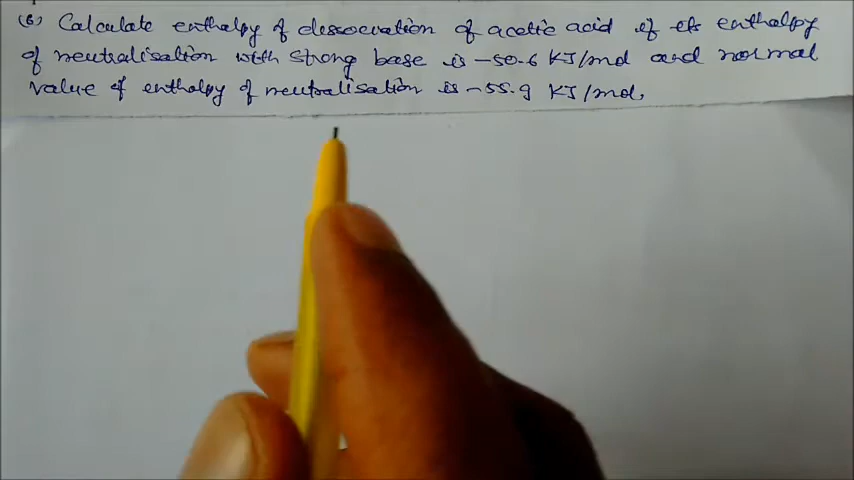 (6) Calculate enthalpy of dessociation of acetic acid if its enthalpy
of neutralisation with strong base is -50.6 KJ/mol and normal
value of enthalpy of neutralisation is -55.9 KJ/mol.